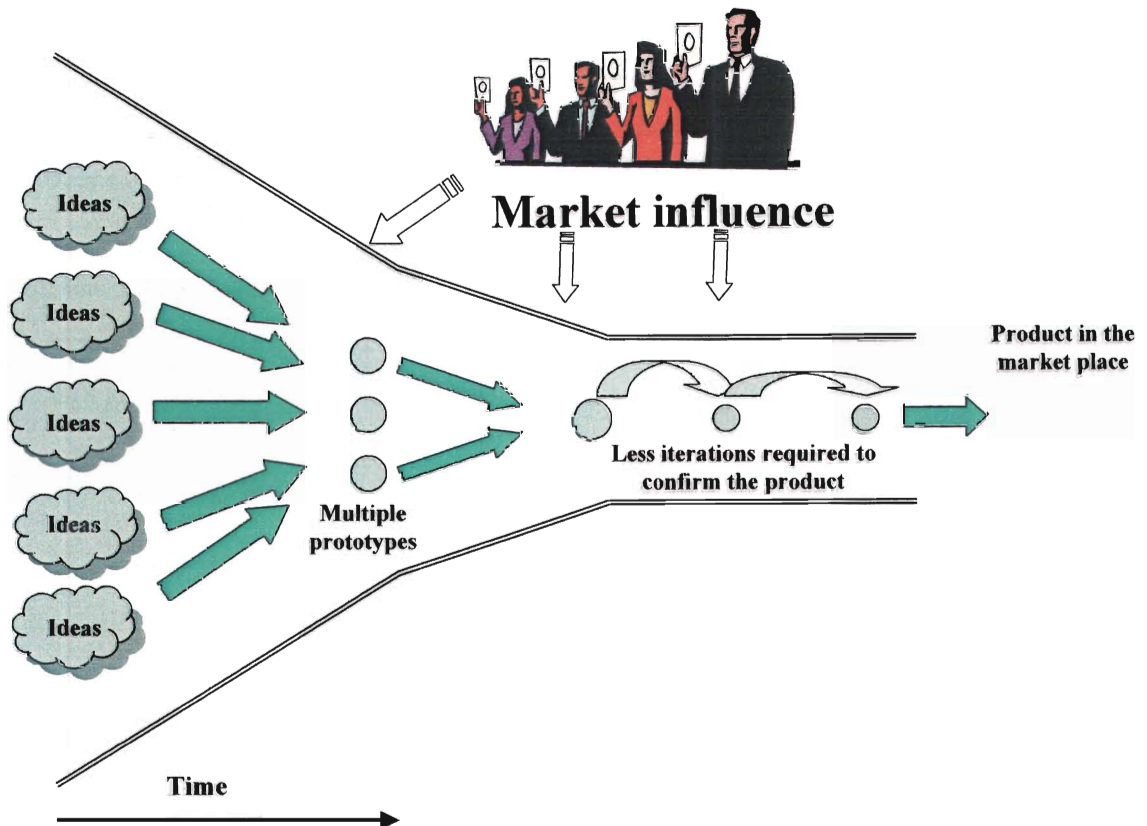 Market influence
Ideas
Ideas
Ideas
Ideas
Ideas
Multiple
prototypes
Less iterations required to
confirm the product
Product in the
market place
Time